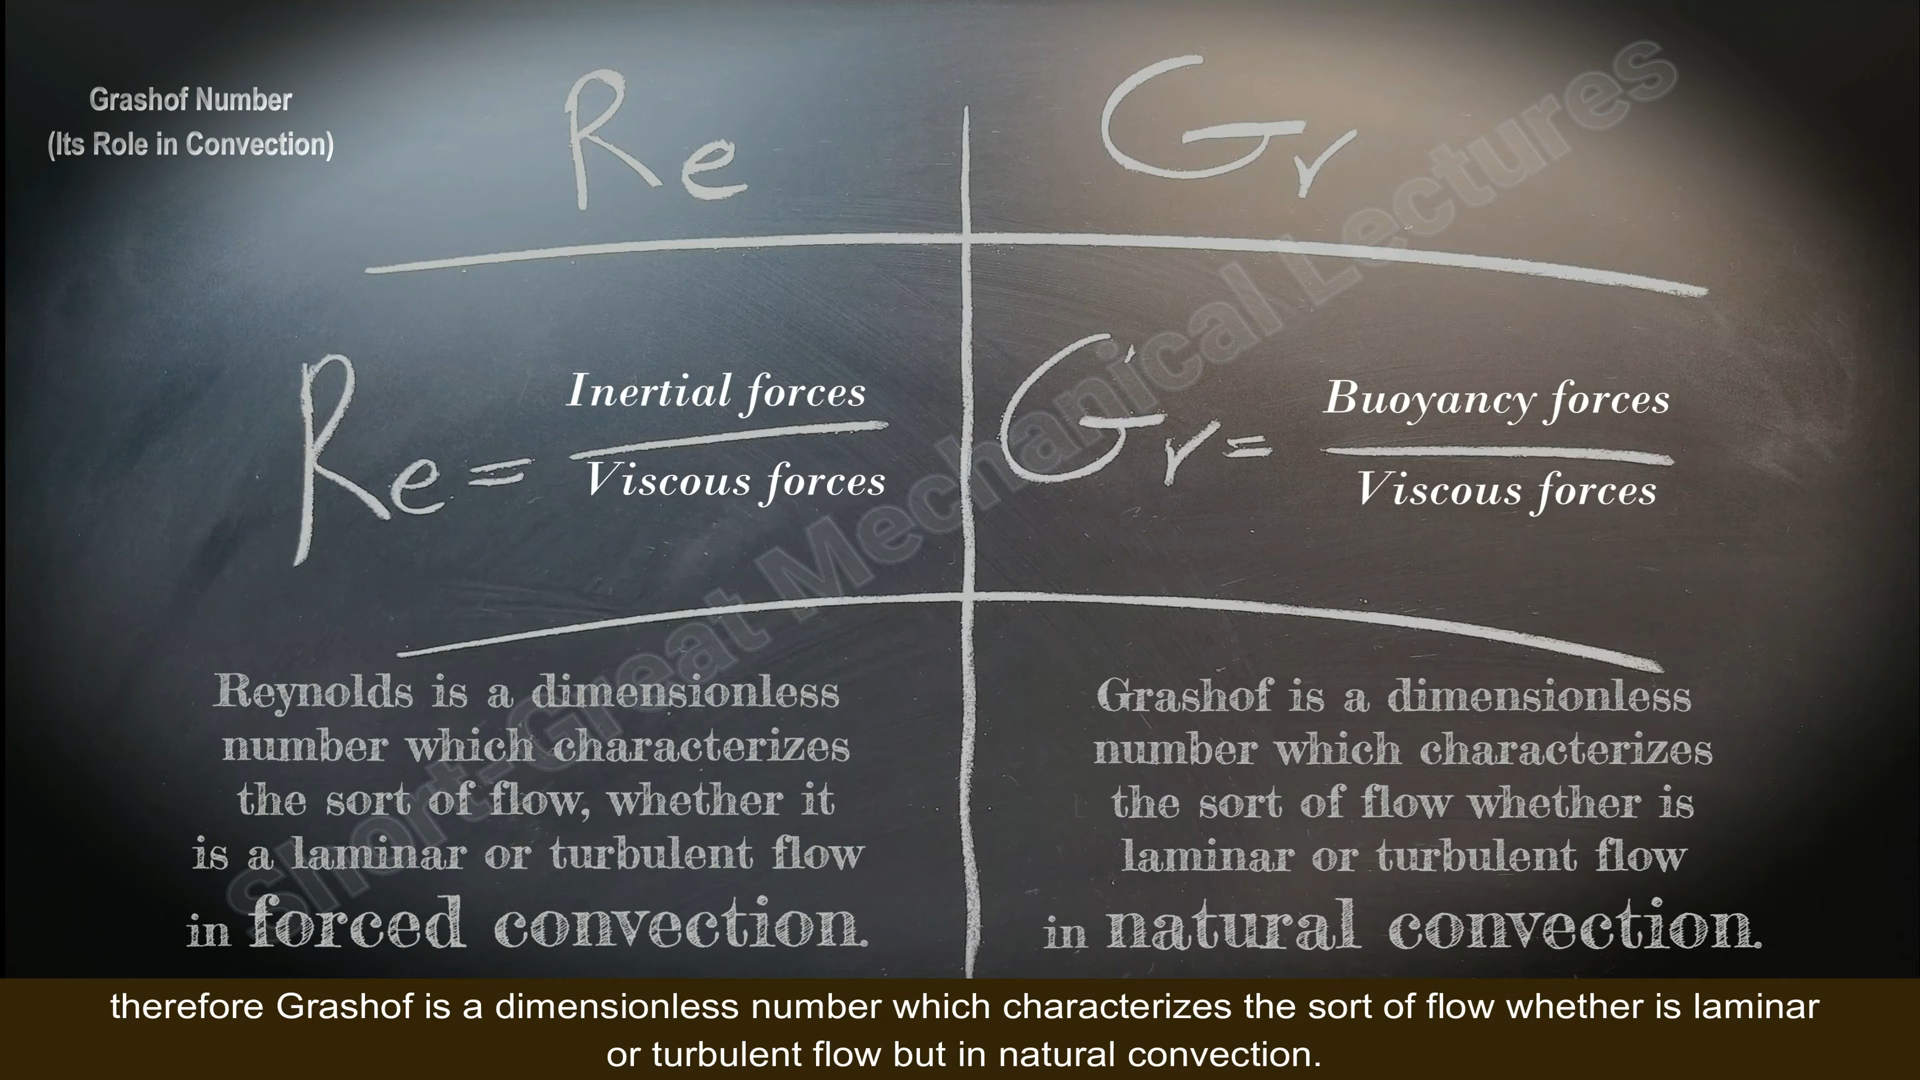 Grashof Number
(Its Role in Convection)
Re
Gr
Re = Inertial forces
Viscous forces
Gr = Buoyancy forces
Viscous forces
Reynolds is a dimensionless
number which characterizes
the sort of flow, whether it
is a laminar or turbulent flow
in forced convection.
Grashof is a dimensionless
number which characterizes
the sort of flow whether is
laminar or turbulent flow
in natural convection.
Short-Great Mechanical Lectures
therefore Grashof is a dimensionless number which characterizes the sort of flow whether is laminar
or turbulent flow but in natural convection.